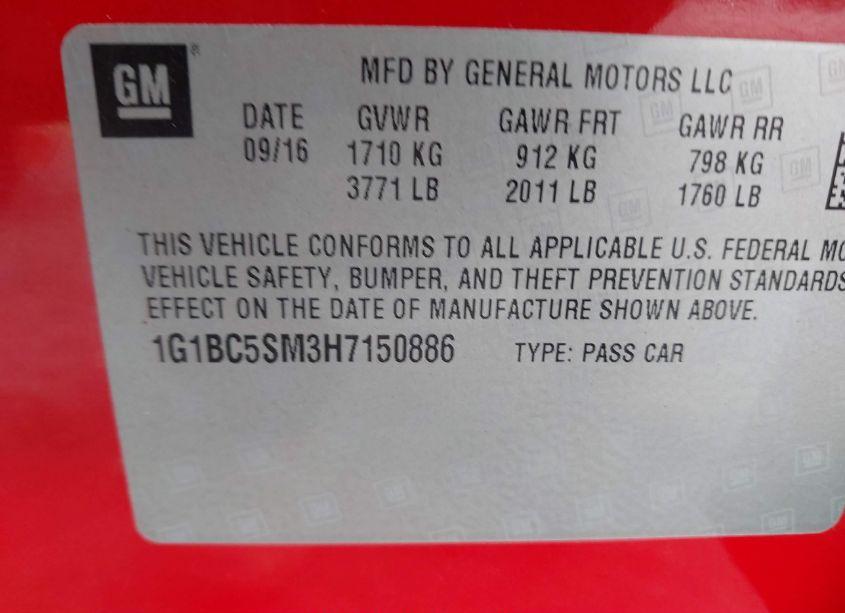 GM ®
MFD BY GENERAL MOTORS LLC
DATE GVWR GAWR FRT GAWR RR
09/16 1710 KG 912 KG 798 KG
3771 LB 2011 LB 1760 LB
THIS VEHICLE CONFORMS TO ALL APPLICABLE U.S. FEDERAL MO
VEHICLE SAFETY, BUMPER, AND THEFT PREVENTION STANDARDS
EFFECT ON THE DATE OF MANUFACTURE SHOWN ABOVE.
1G1BC5SM3H7150886 TYPE: PASS CAR